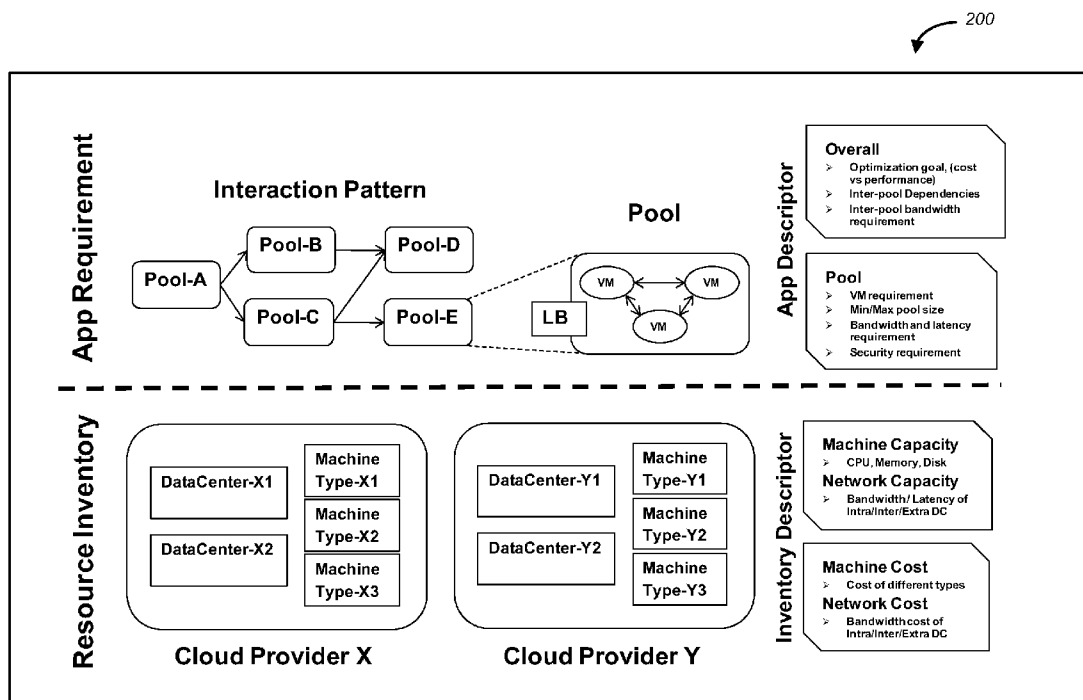 200
App Requirement
Interaction Pattern
Pool-A
Pool-B
Pool-C
Pool-D
Pool-E
Pool
VM
VM
VM
LB
App Descriptor
Overall
➢ Optimization goal, (cost
vs performance)
➢ Inter-pool Dependencies
➢ Inter-pool bandwidth
requirement
Pool
➢ VM requirement
➢ Min/Max pool size
➢ Bandwidth and latency
requirement
➢ Security requirement
Resource Inventory
DataCenter-X1
DataCenter-X2
Machine
Type-X1
Machine
Type-X2
Machine
Type-X3
Cloud Provider X
DataCenter-Y1
DataCenter-Y2
Machine
Type-Y1
Machine
Type-Y2
Machine
Type-Y3
Cloud Provider Y
Inventory Descriptor
Machine Capacity
➢ CPU, Memory, Disk
Network Capacity
➢ Bandwidth/ Latency of
Intra/Inter/Extra DC
Machine Cost
➢ Cost of different types
Network Cost
➢ Bandwidth cost of
Intra/Inter/Extra DC